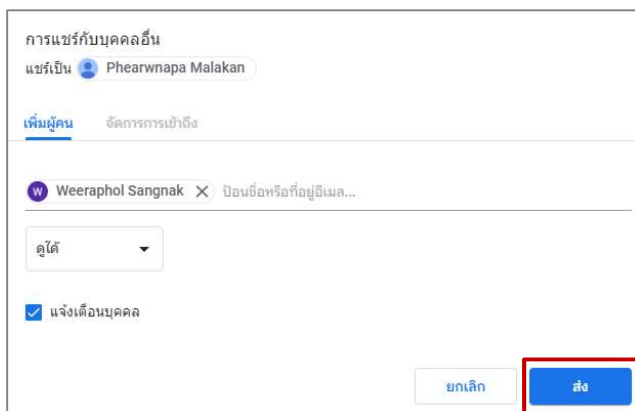 การแชร์กับบุคคลอื่น
แชร์เป็น Phearwnapa Malakan
เพิ่มผู้คน จัดการการเข้าถึง
W Weeraphol Sangnak × ป้อนชื่อหรือที่อยู่อีเมล...
ดูได้
แจ้งเตือนบุคคล
ยกเลิก ส่ง